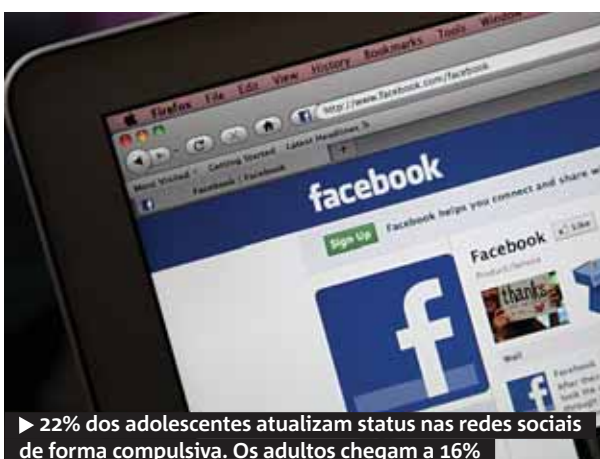 Firefox File Edit View History Bookmarks Tools Window
http://www.facebook.com/facebook
Most Visited Getting Started Latest Headlines
Facebook | Facebook
facebook
Sign Up Facebook helps you connect and share
Facebook Like
thanks
Wall
Facebook
▶ 22% dos adolescentes atualizam status nas redes sociais
de forma compulsiva. Os adultos chegam a 16%